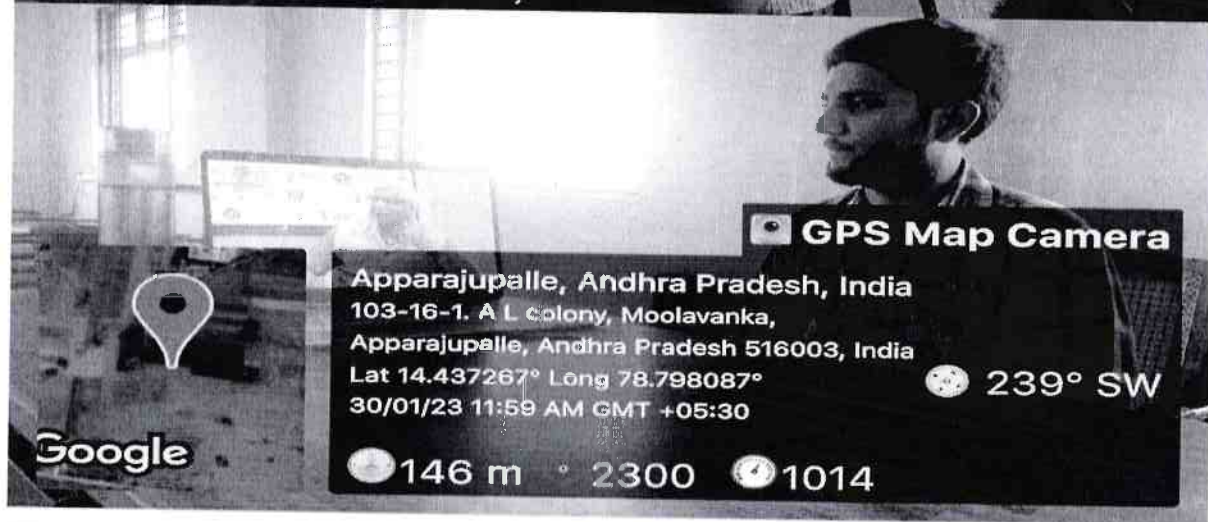 GPS Map Camera
Apparajupalle, Andhra Pradesh, India
103-16-1. A L colony, Moolavanka,
Apparajupalle, Andhra Pradesh 516003, India
Lat 14.437267° Long 78.798087°
30/01/23 11:59 AM GMT +05:30
239° SW
Google
146 m ° 2300 1014